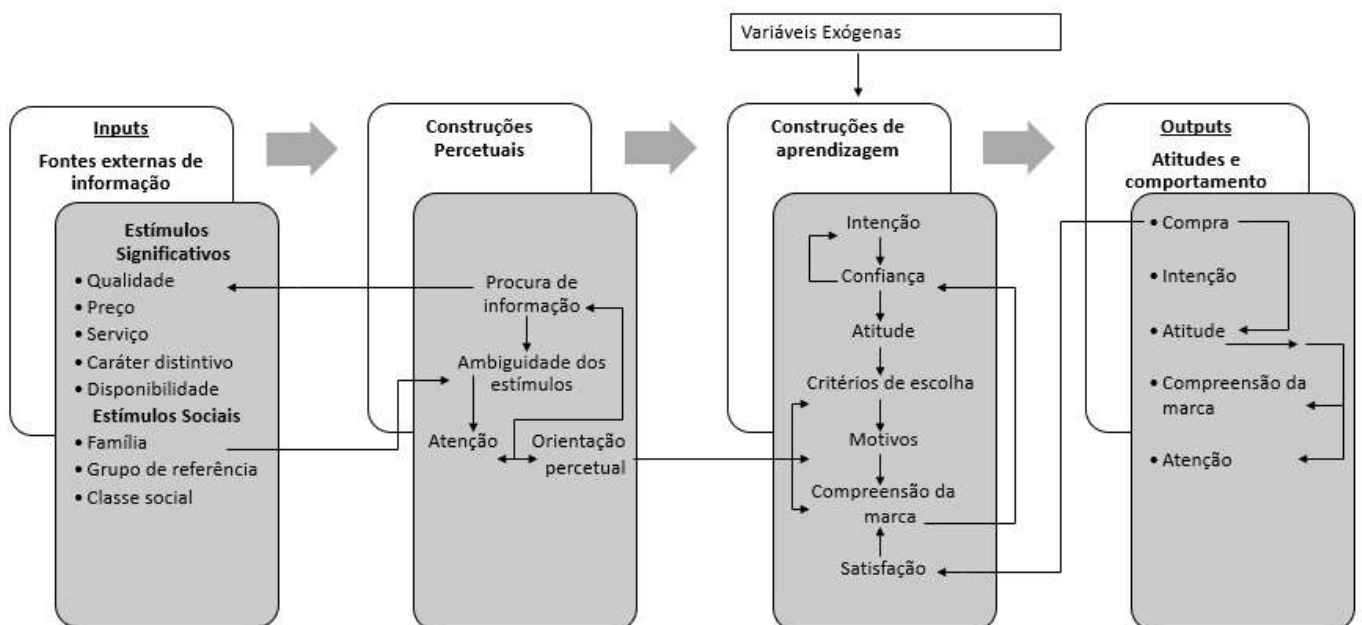 Variáveis Exógenas
Inputs
Fontes externas de
informação
Estímulos
Significativos
• Qualidade
• Preço
• Serviço
• Caráter distintivo
• Disponibilidade
Estímulos Sociais
• Família
• Grupo de referência
• Classe social
Construções
Percetuais
Procura de
informação
Ambiguidade dos
estímulos
Atenção
Orientação
percetual
Construções de
aprendizagem
Intenção
Confiança
Atitude
Critérios de escolha
Motivos
Compreensão da
marca
Satisfação
Outputs
Atitudes e
comportamento
• Compra
• Intenção
• Atitude
• Compreensão da
marca
• Atenção